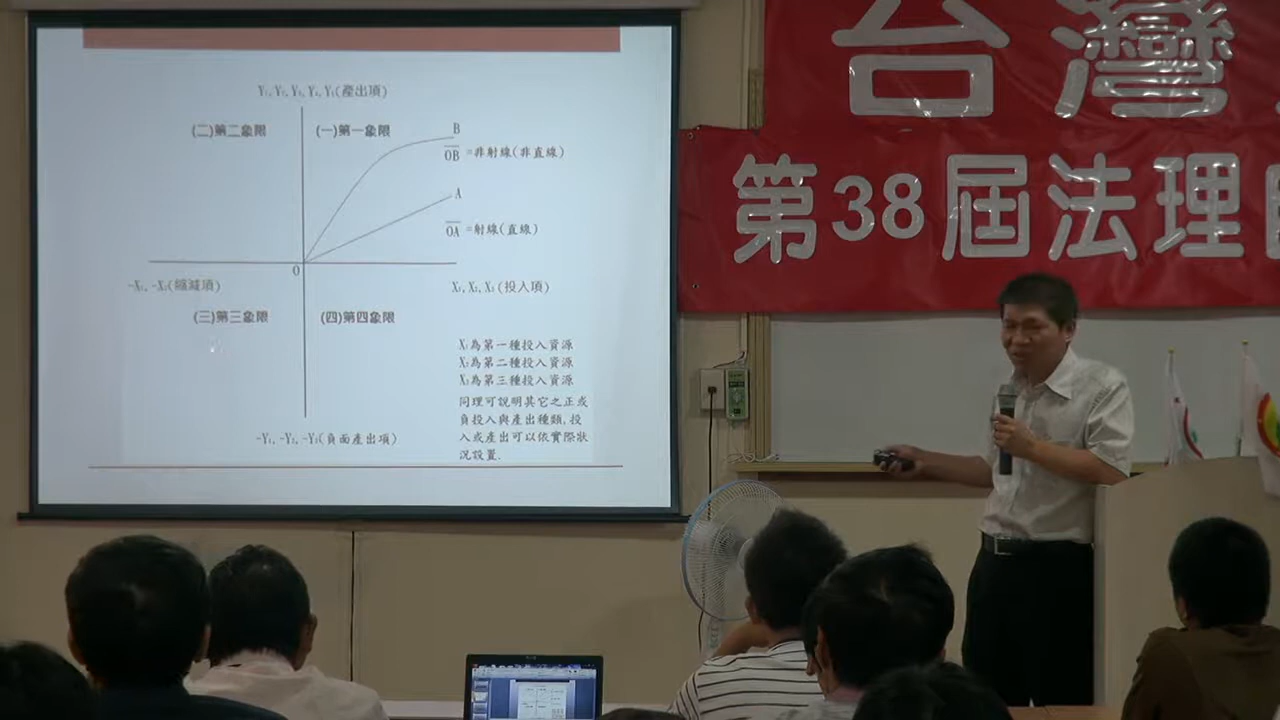 Y₁, Y₂, Y₃, Y₄, Y₅(產出項)
(二)第二象限
(一)第一象限
B
OB =非射線(非直線)
A
OA =射線(直線)
O
-X₁, -X₂(縮減項)
X₁, X₂, X₃ (投入項)
(三)第三象限
(四)第四象限
X₁為第一種投入資源
X₂為第二種投入資源
X₃為第三種投入資源
同理可說明其它之正或
負投入與產出種類, 投
入或產出可以依實際狀
況設置.
-Y₁, -Y₂, -Y₃(負面產出項)
台灣
第38屆法理